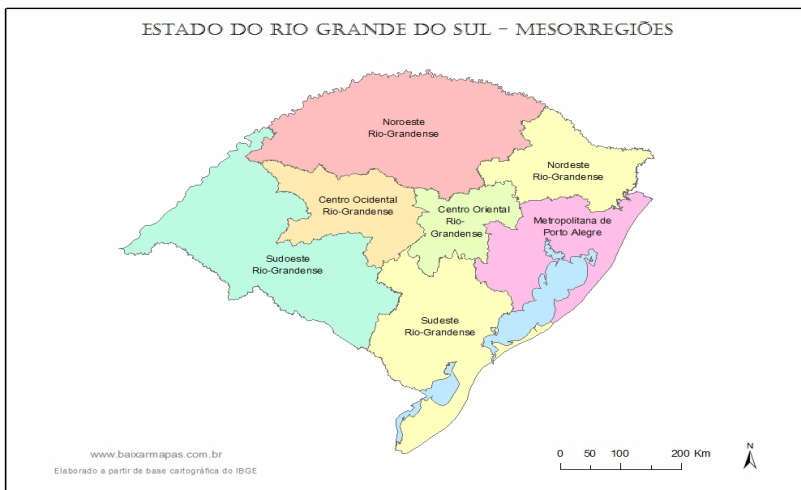 ESTADO DO RIO GRANDE DO SUL - MESORREGIÕES
Noroeste
Rio-Grandense
Nordeste
Rio-Grandense
Centro Ocidental
Rio-Grandense
Centro Oriental
Rio-
Grandense
Metropolitana de
Porto Alegre
Sudoeste
Rio-Grandense
Sudeste
Rio-Grandense
www.baixarmapas.com.br
Elaborado a partir de base cartográfica do IBGE
0 50 100 200 Km
N